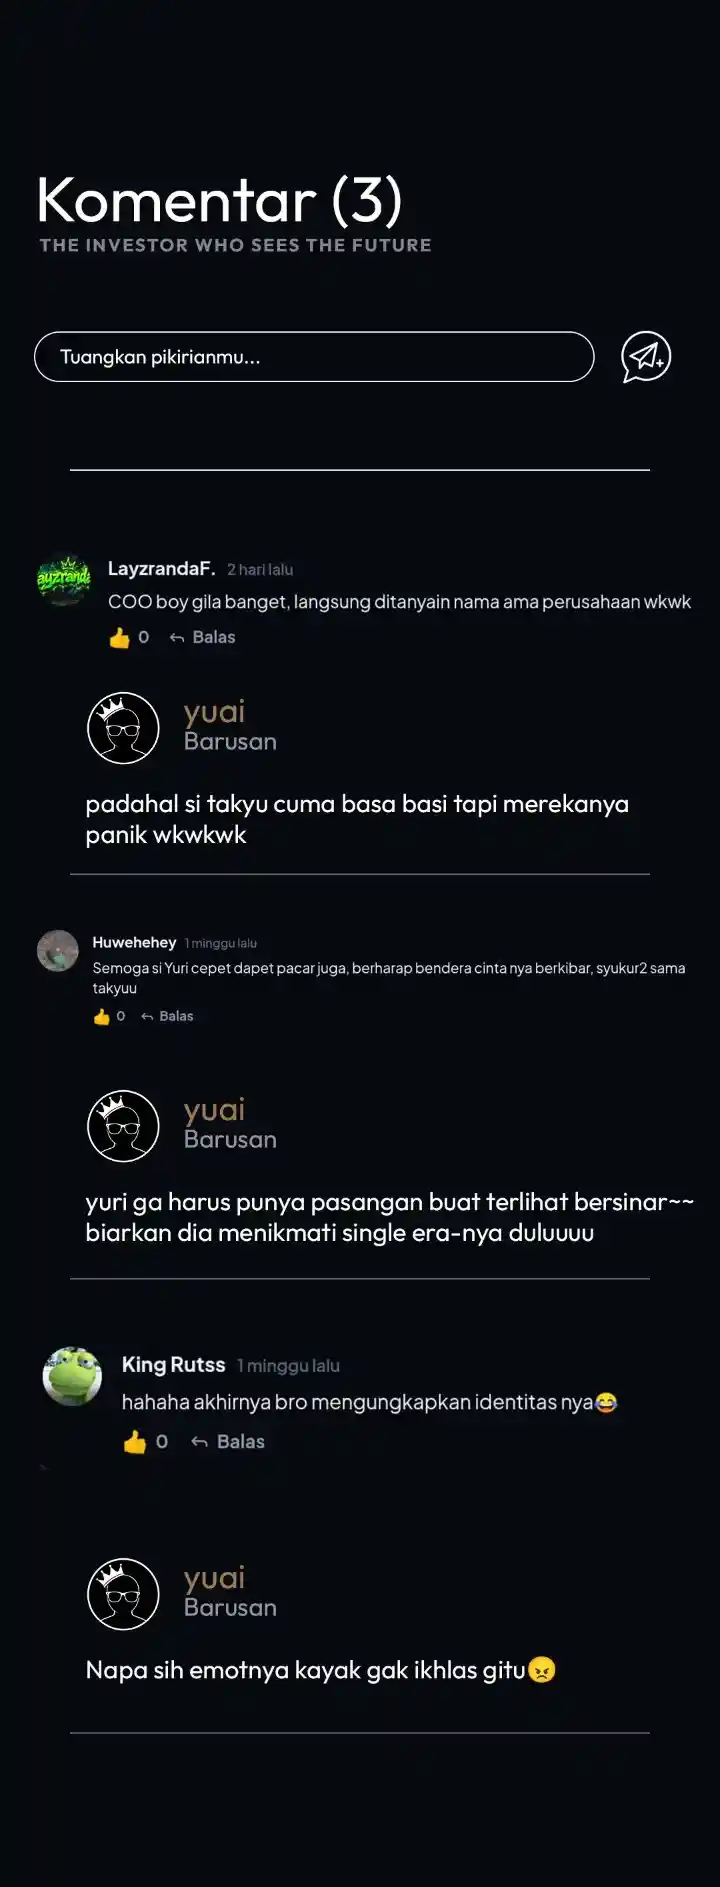 Komentar (3)
THE INVESTOR WHO SEES THE FUTURE
Tuangkan pikirianmu...
LayzrandaF. 2 hari lalu
COO boy gila banget, langsung ditanyain nama ama perusahaan wkwk
👍 0 Balas
yuai
Barusan
padahal si takyu cuma basa basi tapi merekanya
panik wkwkwk
Huwehehey 1 minggu lalu
Semoga si Yuri cepet dapet pacar juga, berharap bendera cinta nya berkibar, syukur2 sama
takyuu
👍 0 Balas
yuai
Barusan
yuri ga harus punya pasangan buat terlihat bersinar~~
biarkan dia menikmati single era-nya duluuuu
King Rutss 1 minggu lalu
hahaha akhirnya bro mengungkapkan identitas nya😂
👍 0 Balas
yuai
Barusan
Napa sih emotnya kayak gak ikhlas gitu😠